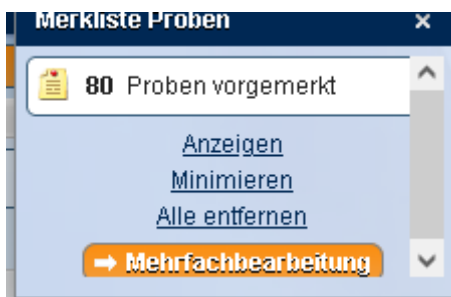 Merkliste Proben ×
80 Proben vorgemerkt
Anzeigen
Minimieren
Alle entfernen
➡ Mehrfachbearbeitung